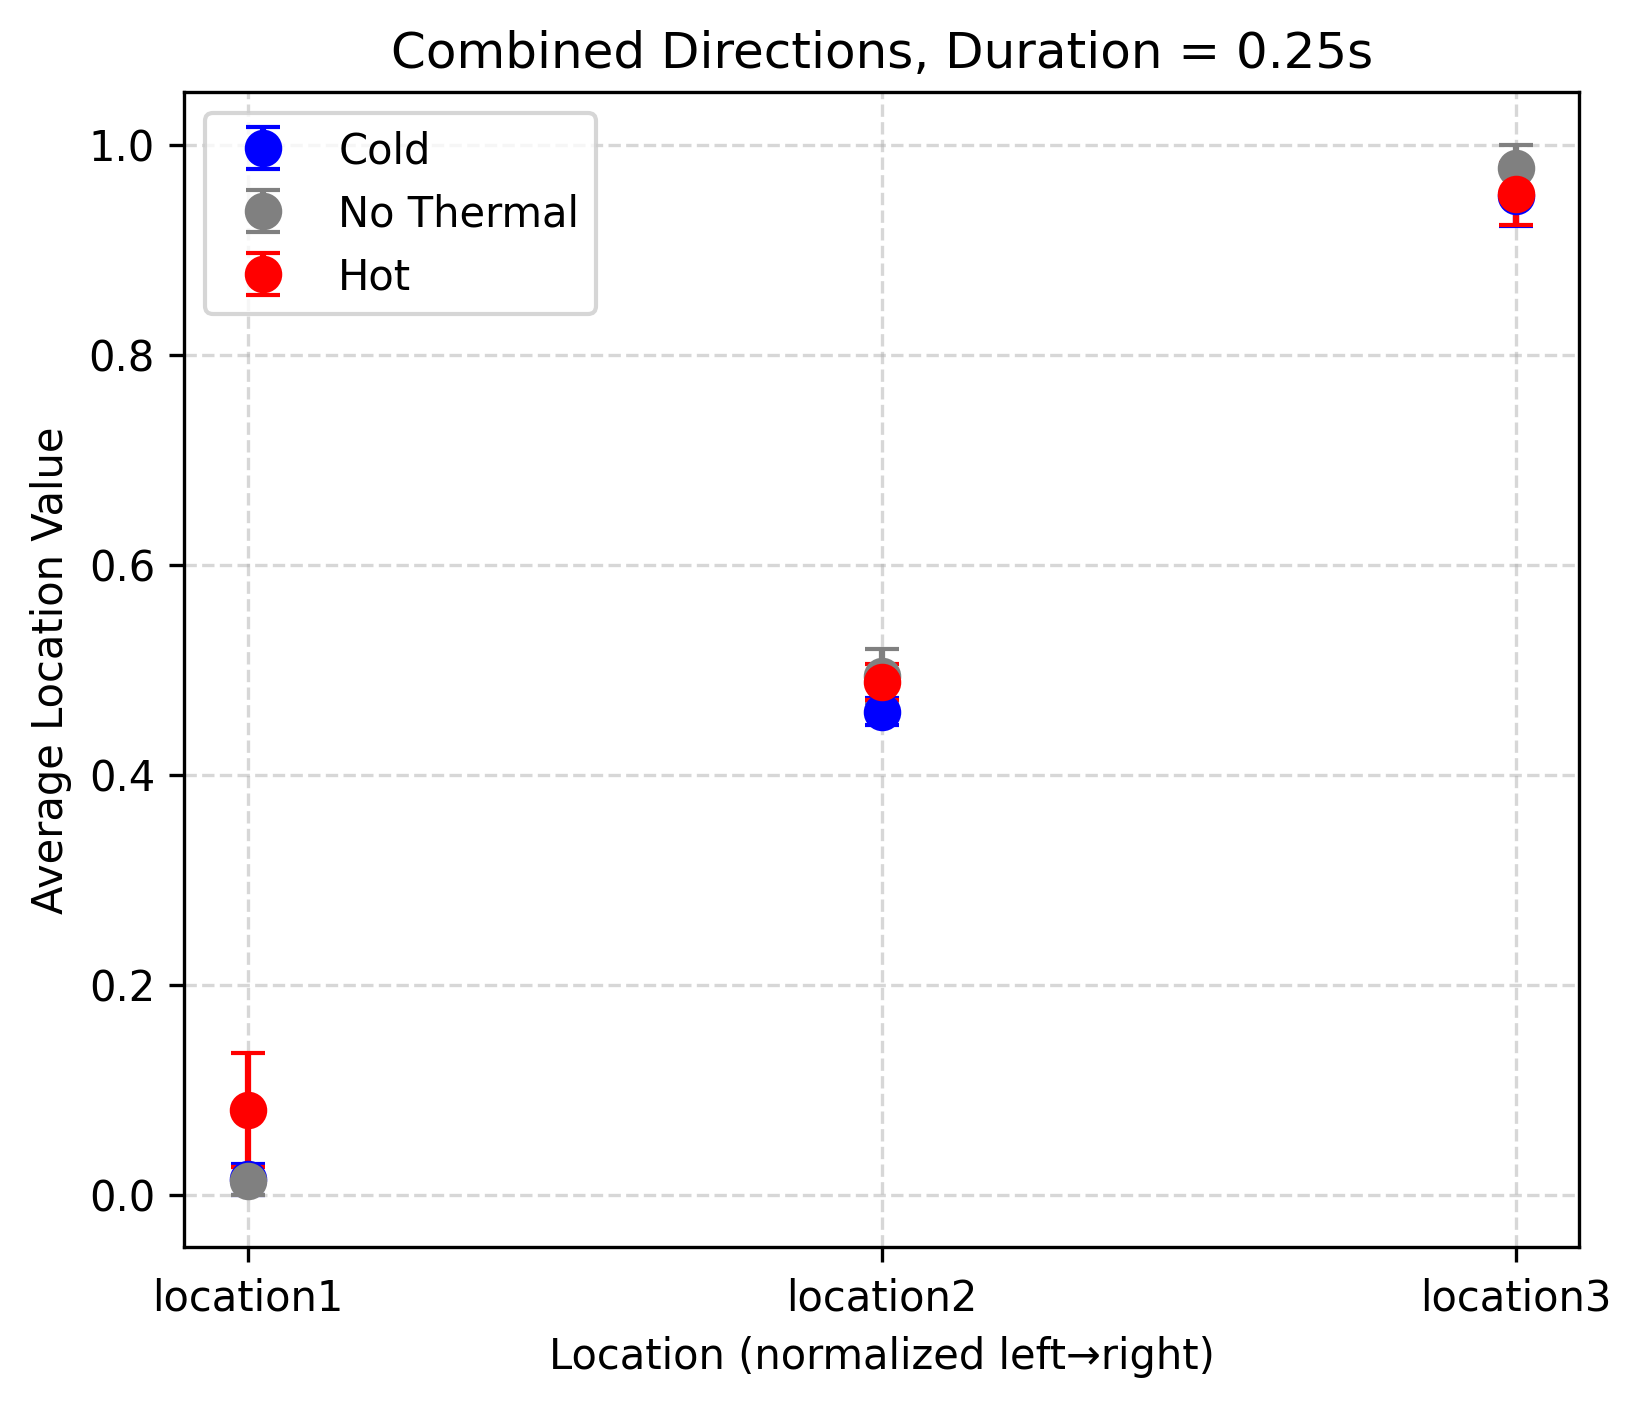 Combined Directions, Duration = 0.25s
Cold
No Thermal
Hot
1.0
0.8
0.6
0.4
0.2
0.0
Average Location Value
location1
location2
location3
Location (normalized left→right)